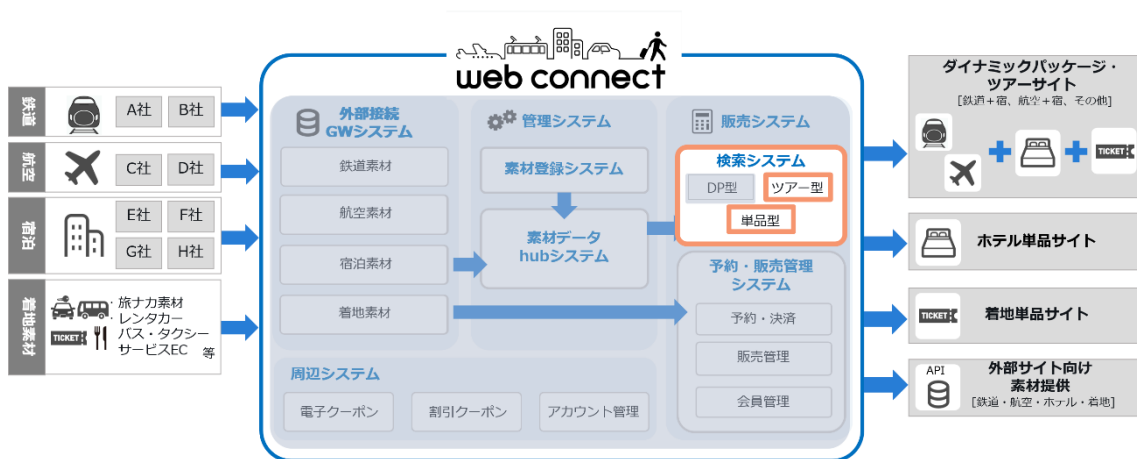 web connect
鉄道
A社 B社
航空
C社 D社
宿泊
E社 F社
G社 H社
着地素材
旅ナカ素材
レンタカー
バス・タクシー
サービスEC 等
TICKET
外部接続
GWシステム
鉄道素材
航空素材
宿泊素材
着地素材
管理システム
素材登録システム
素材データ
hubシステム
販売システム
検索システム
DP型 ツアー型
単品型
予約・販売管理
システム
予約・決済
販売管理
会員管理
周辺システム
電子クーポン 割引クーポン アカウント管理
ダイナミックパッケージ・
ツアーサイト
[鉄道+宿、航空+宿、その他]
TICKET
ホテル単品サイト
TICKET
着地単品サイト
API
外部サイト向け
素材提供
[鉄道・航空・ホテル・着地]